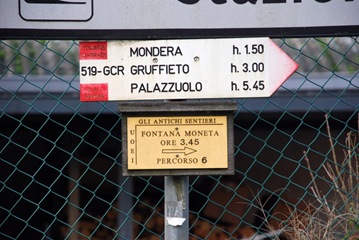 MONDERA h. 1.50
519-GCR GRUFFIETO h. 3.00
PALAZZUOLO h. 5.45
GLI ANTICHI SENTIERI
UOEI
FONTANA MONETA
ORE 3.45
PERCORSO 6